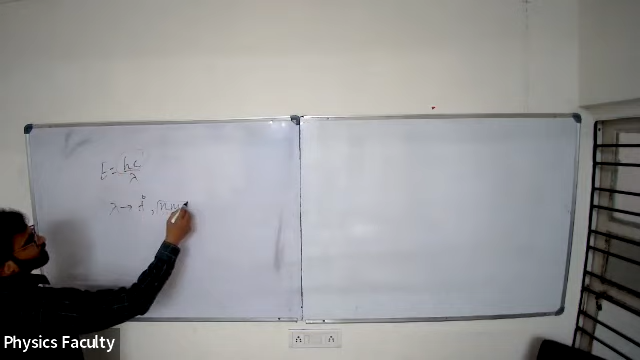 E = hc/λ
λ → Å, nm
Physics Faculty